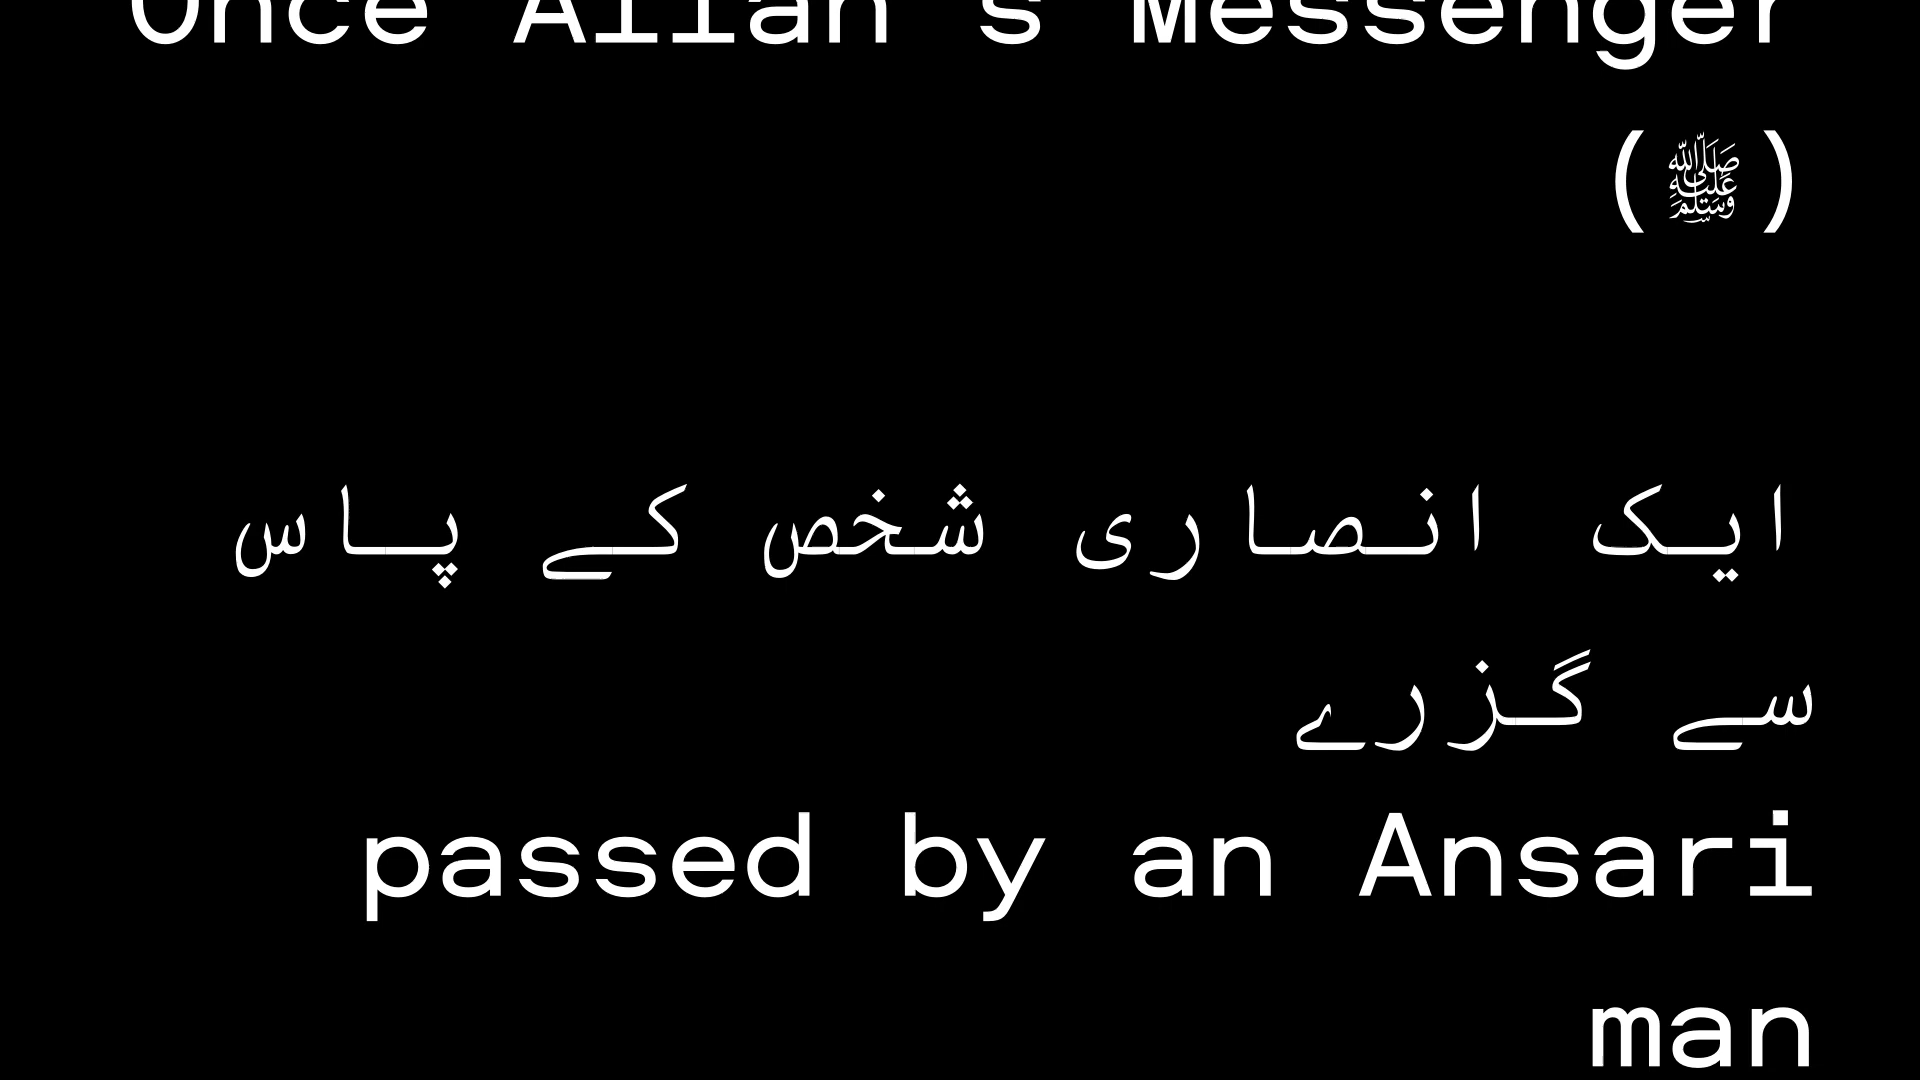 Once Allah's Messenger
(ﷺ)
ایک انصاری شخص کے پاس
سے گزرے
passed by an Ansari
man